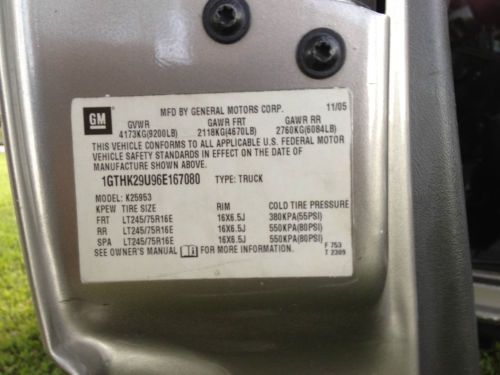 GM
MFD BY GENERAL MOTORS CORP. 11/05
GVWR GAWR FRT GAWR RR
4173KG(9200LB) 2118KG(4670LB) 2760KG(6084LB)
THIS VEHICLE CONFORMS TO ALL APPLICABLE U.S. FEDERAL MOTOR
VEHICLE SAFETY STANDARDS IN EFFECT ON THE DATE OF
MANUFACTURE SHOWN ABOVE.
1GTHK29U96E167080 TYPE: TRUCK
MODEL: K25953
KPEW TIRE SIZE RIM COLD TIRE PRESSURE
FRT LT245/75R16E 16X6.5J 380KPA(55PSI)
RR LT245/75R16E 16X6.5J 550KPA(80PSI)
SPA LT245/75R16E 16X6.5J 550KPA(80PSI)
SEE OWNER'S MANUAL FOR MORE INFORMATION. F 753
T 2309